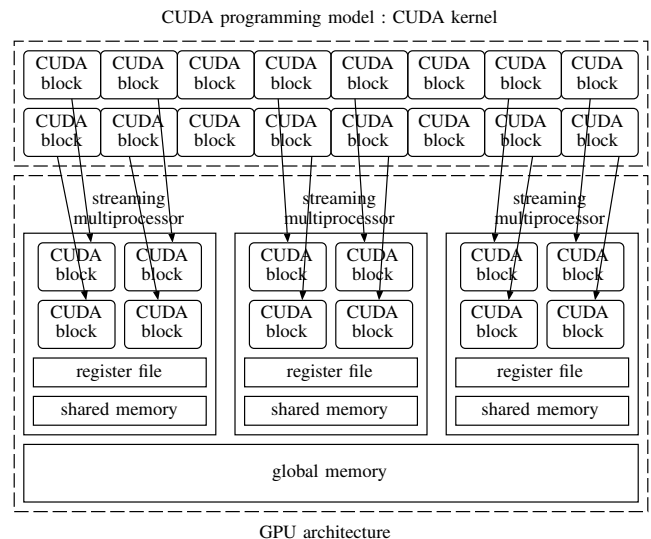 CUDA programming model : CUDA kernel
CUDA CUDA CUDA CUDA CUDA CUDA CUDA CUDA
block block block block block block block block
CUDA CUDA CUDA CUDA CUDA CUDA CUDA CUDA
block block block block block block block block
streaming streaming streaming
multiprocessor multiprocessor multiprocessor
CUDA CUDA CUDA CUDA CUDA CUDA
block block block block block block
CUDA CUDA CUDA CUDA CUDA CUDA
block block block block block block
register file register file register file
shared memory shared memory shared memory
global memory
GPU architecture